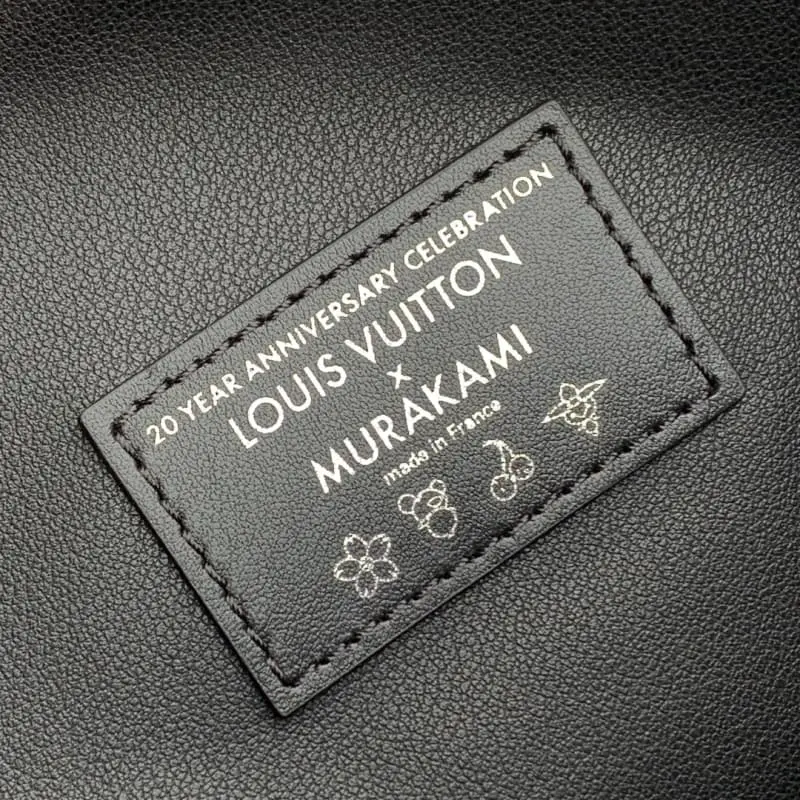 20 YEAR ANNIVERSARY CELEBRATION
LOUIS VUITTON
x
MURAKAMI
made in France